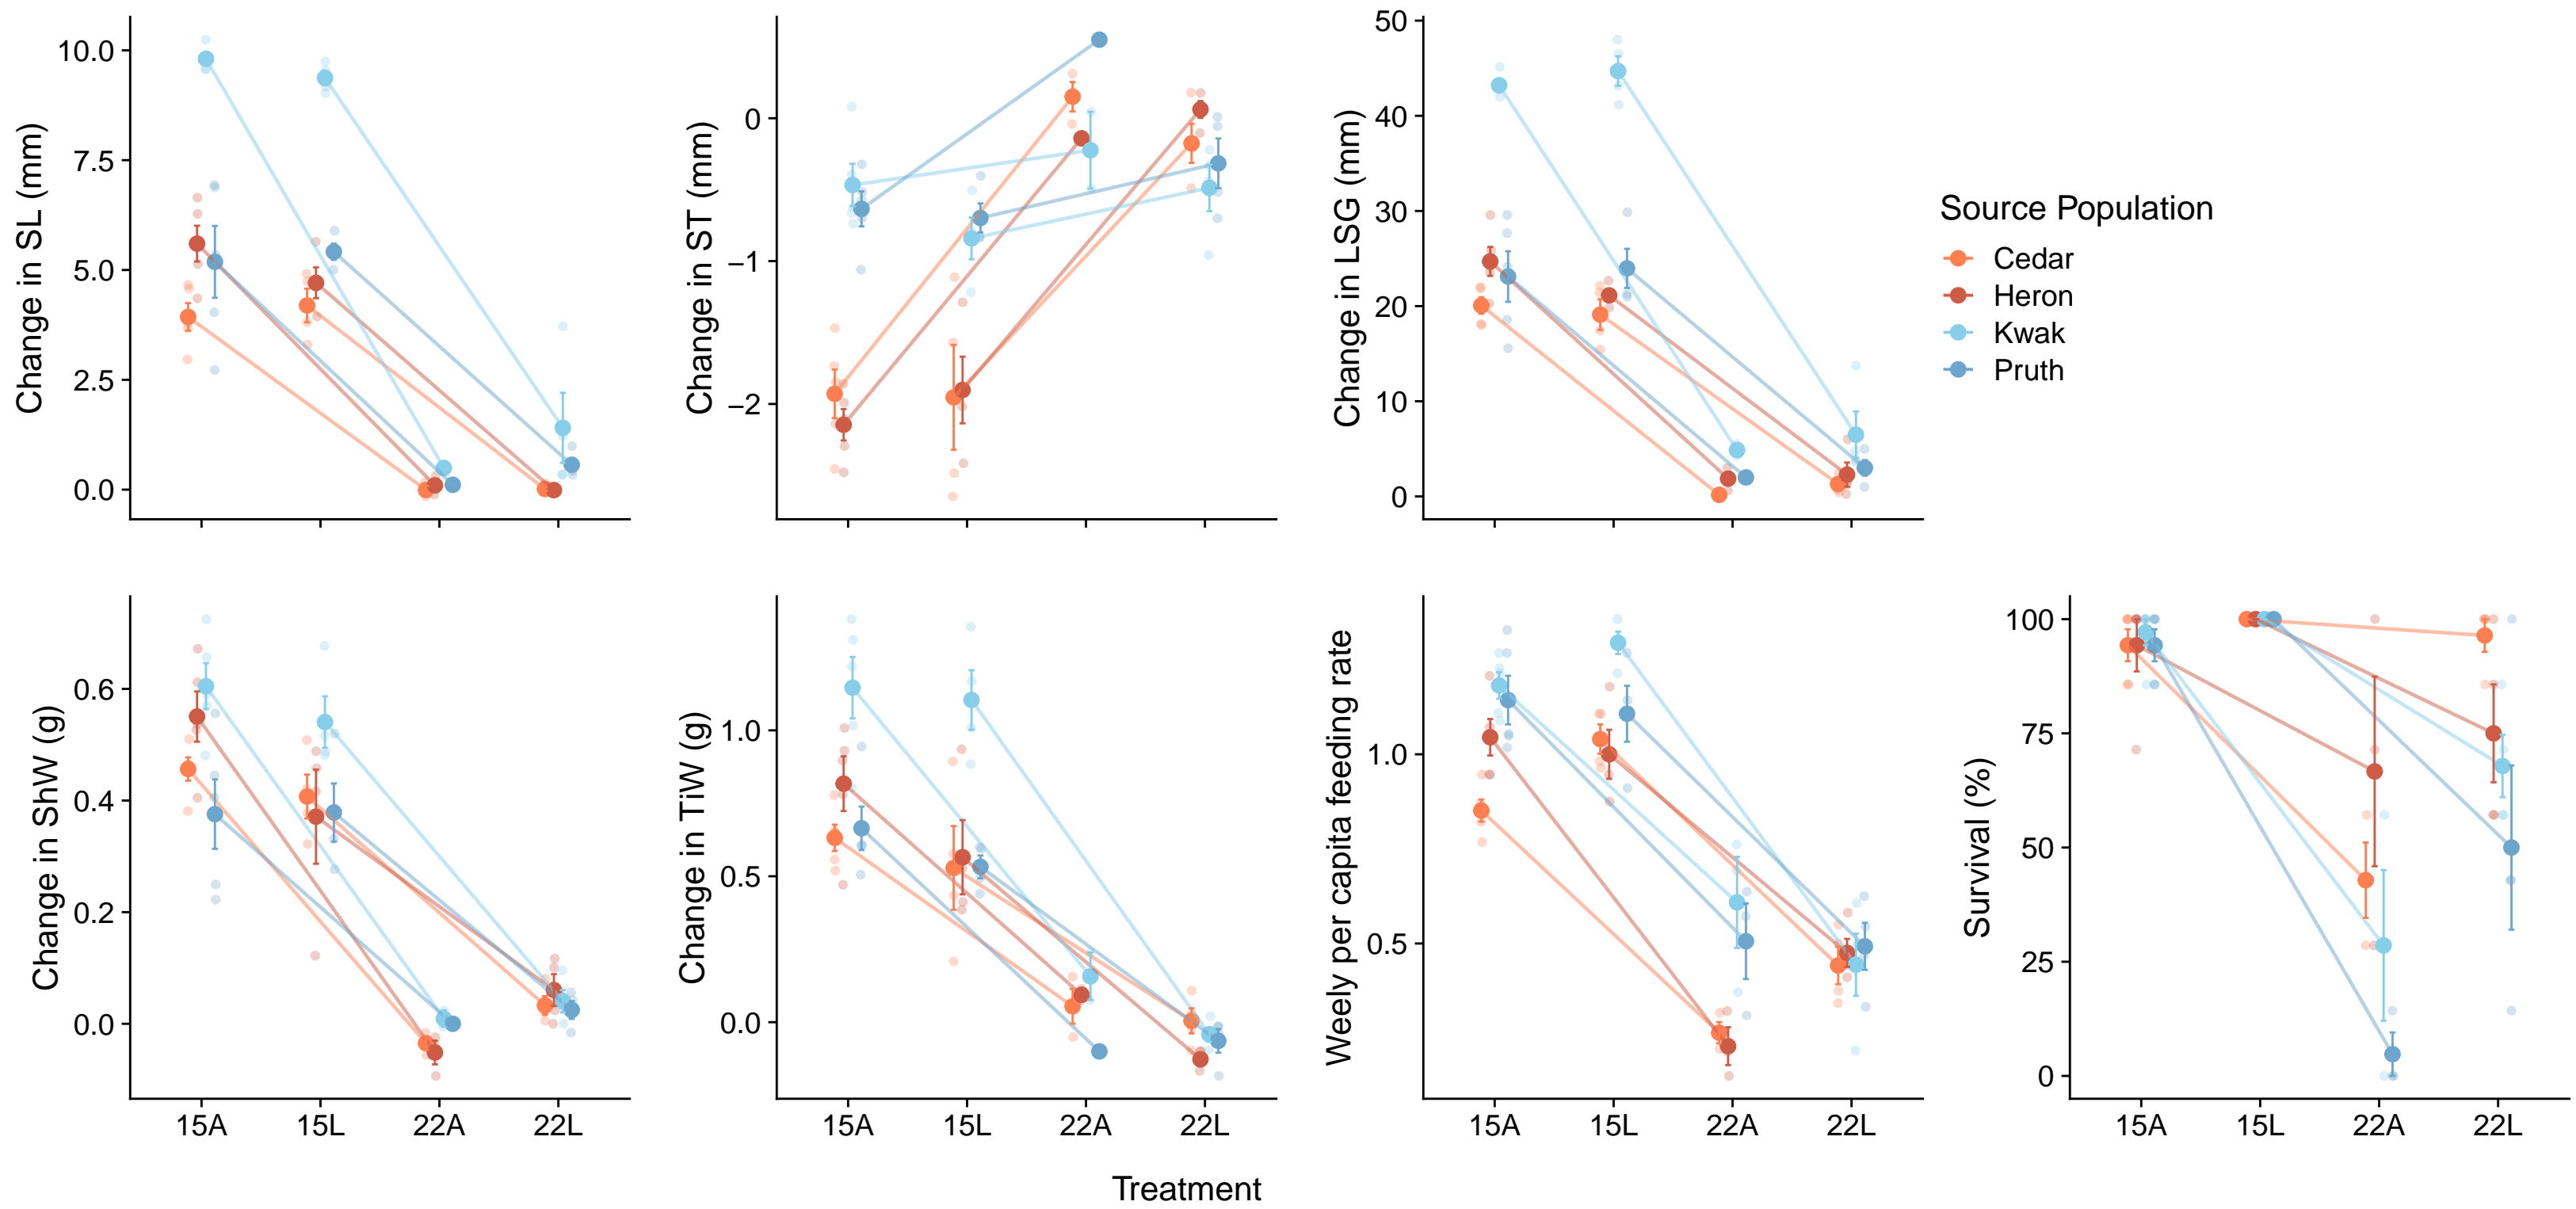 Change in SL (mm)
10.0
7.5
5.0
2.5
0.0
Change in ST (mm)
0
−1
−2
Change in LSG (mm)
50
40
30
20
10
0
Source Population
Cedar
Heron
Kwak
Pruth
Change in ShW (g)
0.6
0.4
0.2
0.0
15A 15L 22A 22L
Change in TiW (g)
1.0
0.5
0.0
15A 15L 22A 22L
Weely per capita feeding rate
1.0
0.5
15A 15L 22A 22L
Survival (%)
100
75
50
25
0
15A 15L 22A 22L
Treatment